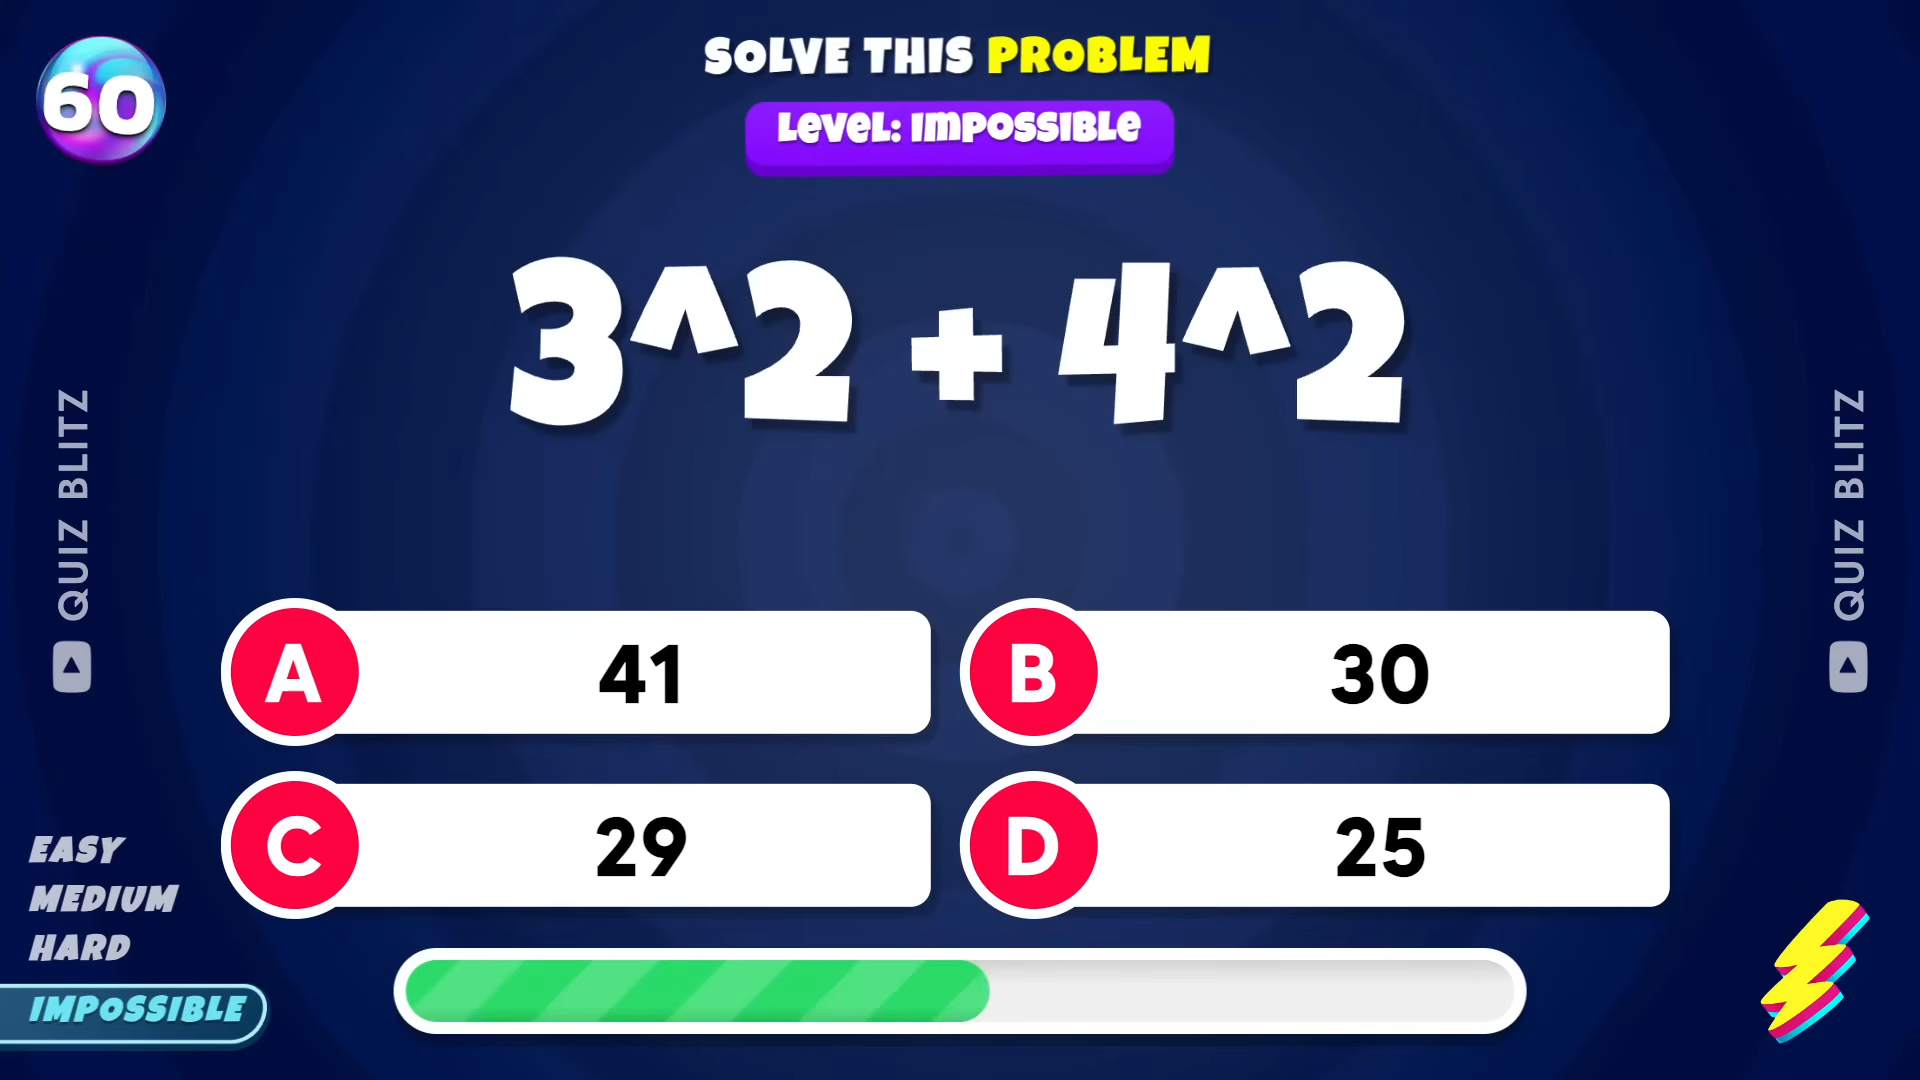 60
SOLVE THIS PROBLEM
LEVEL: IMPOSSIBLE
3^2 + 4^2
QUIZ BLITZ
QUIZ BLITZ
A 41
B 30
C 29
D 25
EASY
MEDIUM
HARD
IMPOSSIBLE